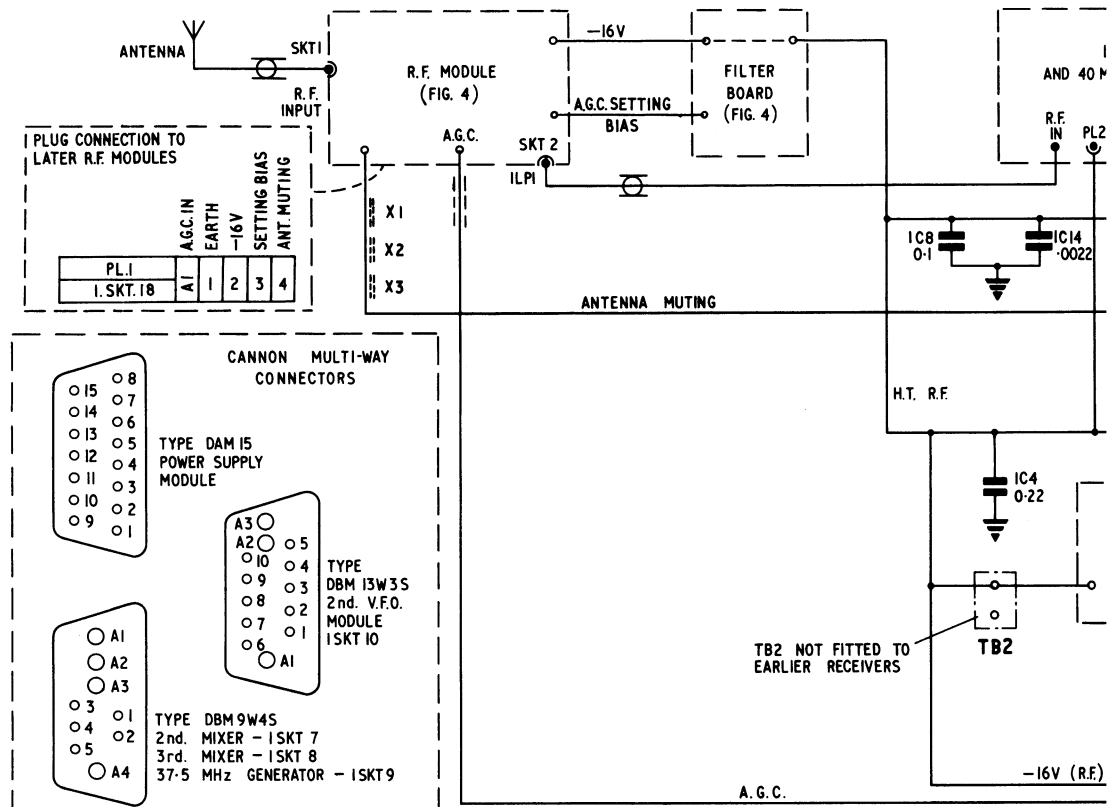 ANTENNA
SKT1
R.F.
INPUT
R.F. MODULE
(FIG. 4)
A.G.C.
SKT 2
1LP1
-16V
A.G.C. SETTING
BIAS
FILTER
BOARD
(FIG. 4)
AND 40 M
R.F.
IN
PL2
PLUG CONNECTION TO
LATER R.F. MODULES
A.G.C. IN
EARTH
-16V
SETTING BIAS
ANT. MUTING
PL.1
1. SKT. 18
A1 1 2 3 4
X1
X2
X3
1C8
0.1
1C14
.0022
ANTENNA MUTING
CANNON MULTI-WAY
CONNECTORS
15
14
13
12
11
10
9
8
7
6
5
4
3
2
1
TYPE DAM 15
POWER SUPPLY
MODULE
A3
A2
10
9
8
7
6
5
4
3
2
1
A1
TYPE
DBM 13W3S
2nd. V.F.O.
MODULE
1SKT 10
A1
A2
A3
3
4
5
1
2
A4
TYPE DBM 9W4S
2nd. MIXER - 1SKT 7
3rd. MIXER - 1SKT 8
37·5 MHz GENERATOR - 1SKT 9
H.T. R.F.
1C4
0·22
TB2 NOT FITTED TO
EARLIER RECEIVERS
TB2
-16V (R.F.)
A.G.C.